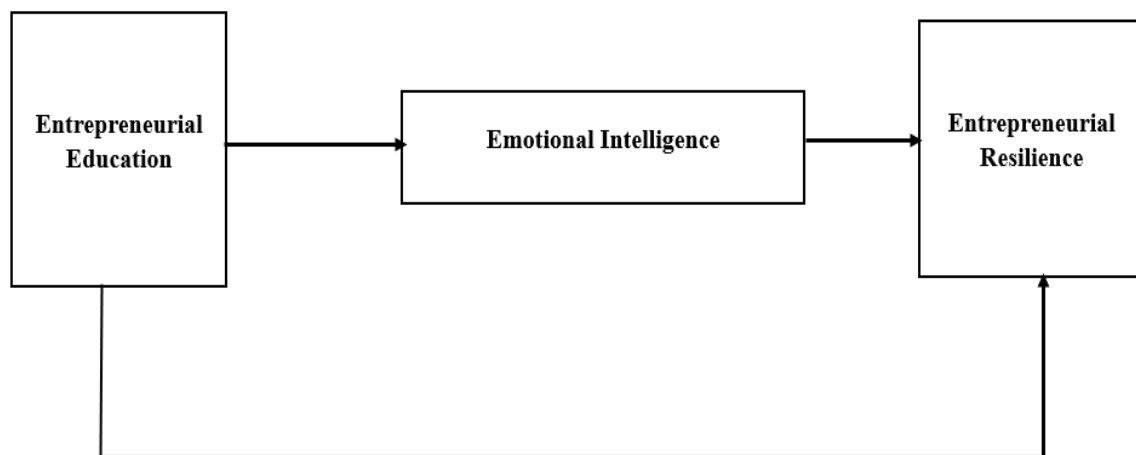 Entrepreneurial
Education
Emotional Intelligence
Entrepreneurial
Resilience